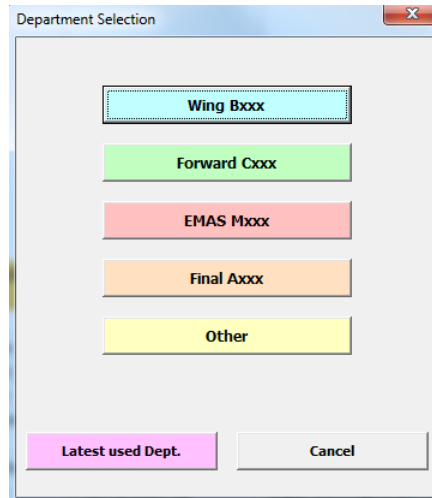 Department Selection
Wing Bxxx
Forward Cxxx
EMAS Mxxx
Final Axxx
Other
Latest used Dept.
Cancel